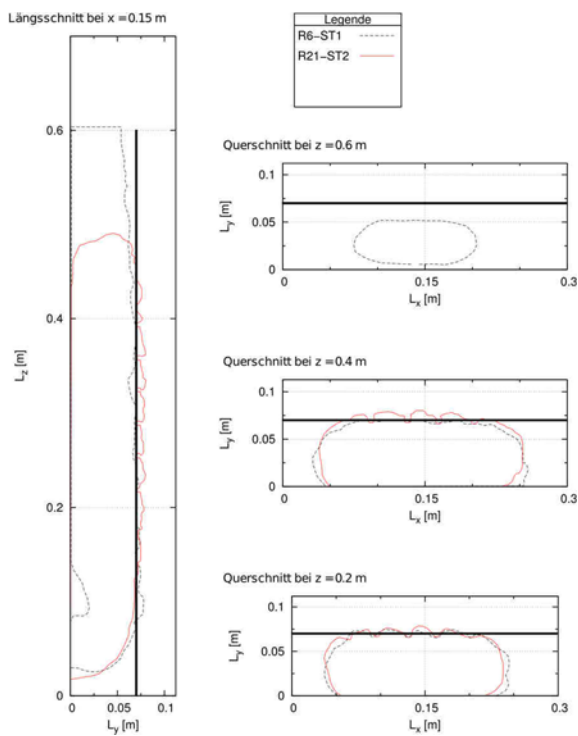 Längsschnitt bei x = 0.15 m
0.6
0.4
0.2
0
L_z [m]
0 0.05 0.1
L_y [m]
Legende
R6−ST1
R21−ST2
Querschnitt bei z = 0.6 m
0.1
0.05
0
L_y [m]
0 0.15 0.3
L_x [m]
Querschnitt bei z = 0.4 m
0.1
0.05
0
L_y [m]
0 0.15 0.3
L_x [m]
Querschnitt bei z = 0.2 m
0.1
0.05
0
L_y [m]
0 0.15 0.3
L_x [m]